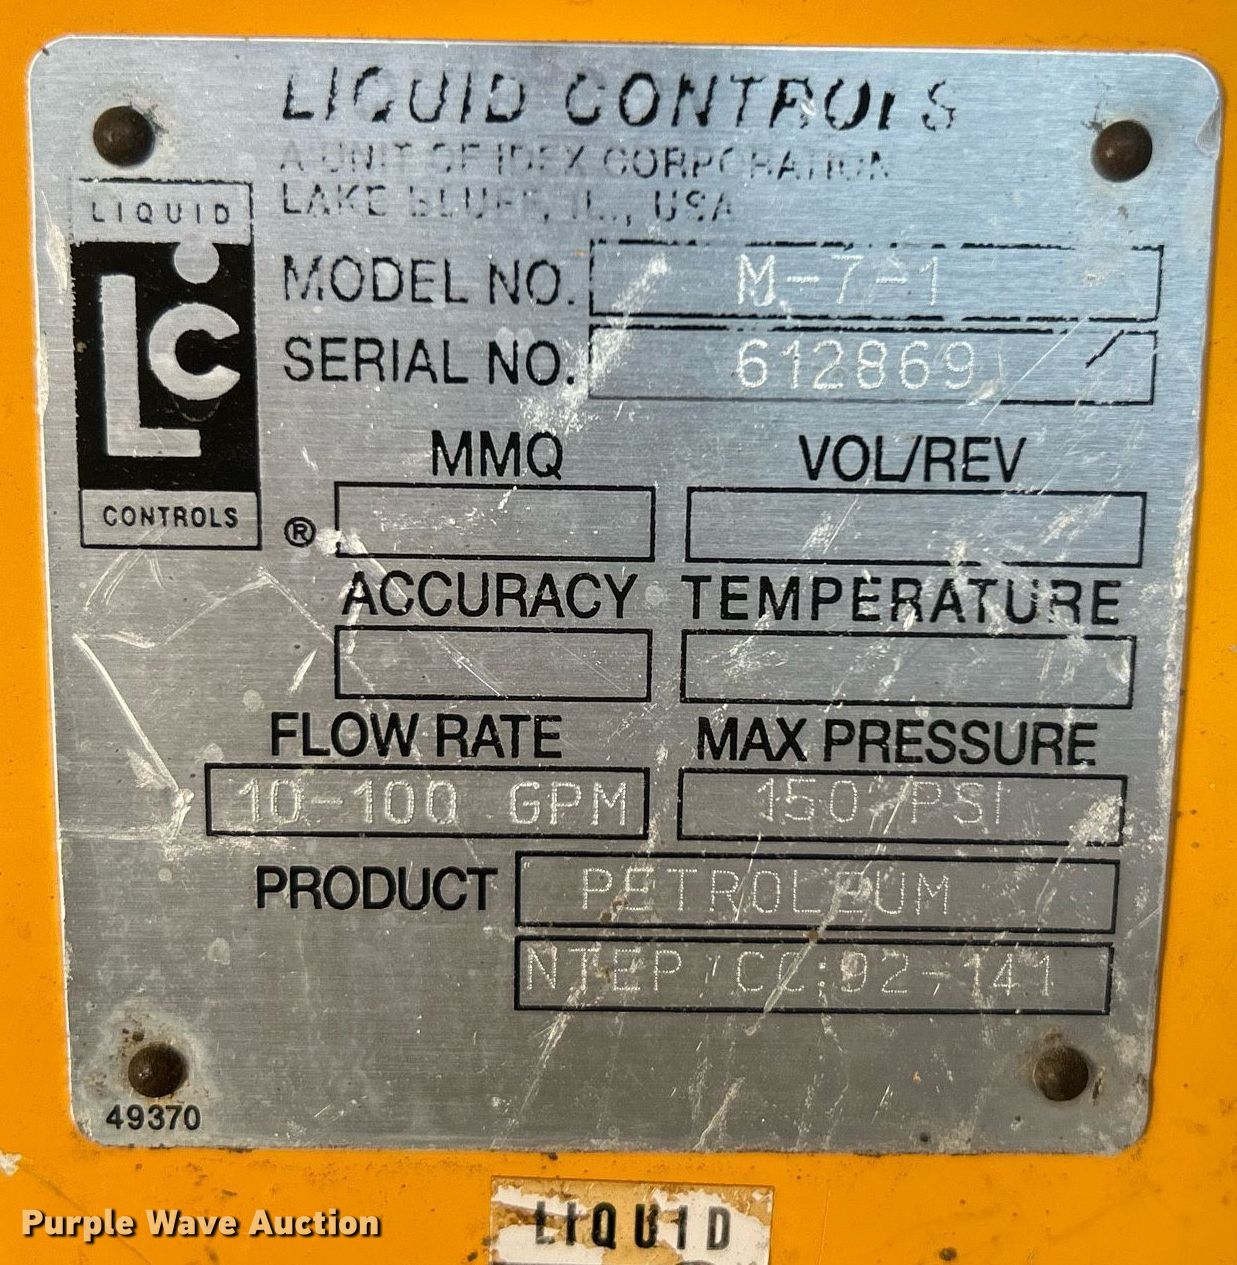 LIQUID CONTROLS
A UNIT OF IDEX CORPORATION
LAKE BLUFF, IL., USA
LIQUID
LC
CONTROLS
®
MODEL NO. M-7-1
SERIAL NO. 612869
MMQ VOL/REV
ACCURACY TEMPERATURE
FLOW RATE MAX PRESSURE
10-100 GPM 150 PSI
PRODUCT PETROLEUM
NTEP CC:92-141
49370
LIQUID
Purple Wave Auction